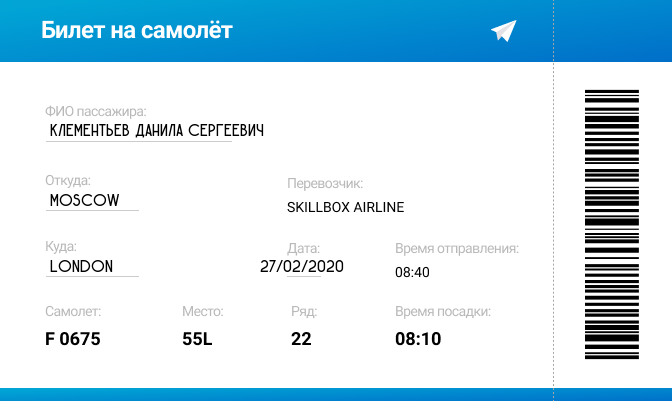 Билет на самолёт
ФИО пассажира:
КЛЕМЕНТЬЕВ ДАНИЛА СЕРГЕЕВИЧ
Откуда:
MOSCOW
Перевозчик:
SKILLBOX AIRLINE
Куда:
LONDON
Дата:
27/02/2020
Время отправления:
08:40
Самолет: Место: Ряд: Время посадки:
F 0675 55L 22 08:10